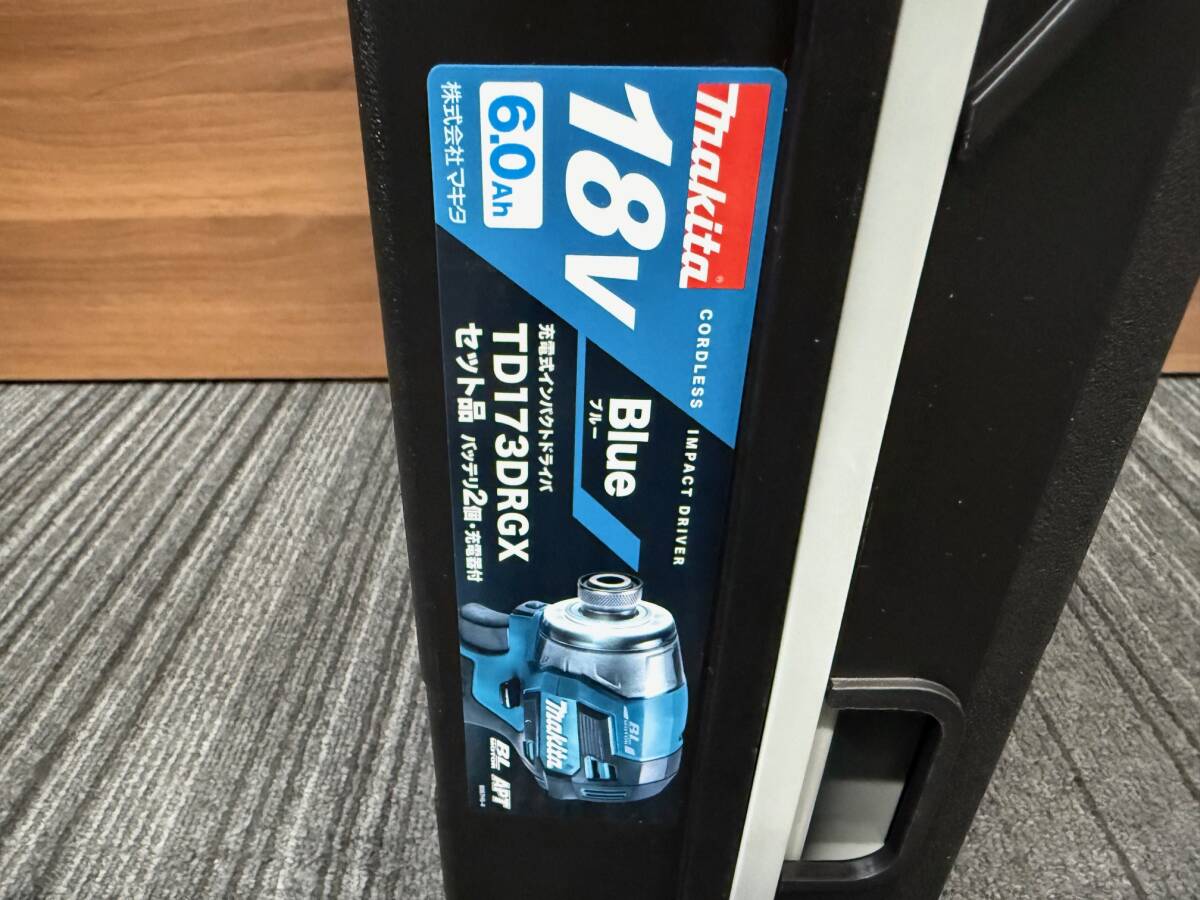 makita®
18V
6.0Ah
株式会社マキタ
CORDLESS IMPACT DRIVER
Blue
ブルー
充電式インパクトドライバ
TD173DRGX
セット品 バッテリ2個・充電器付
makita
BL
MOTOR
BL
MOTOR
APT